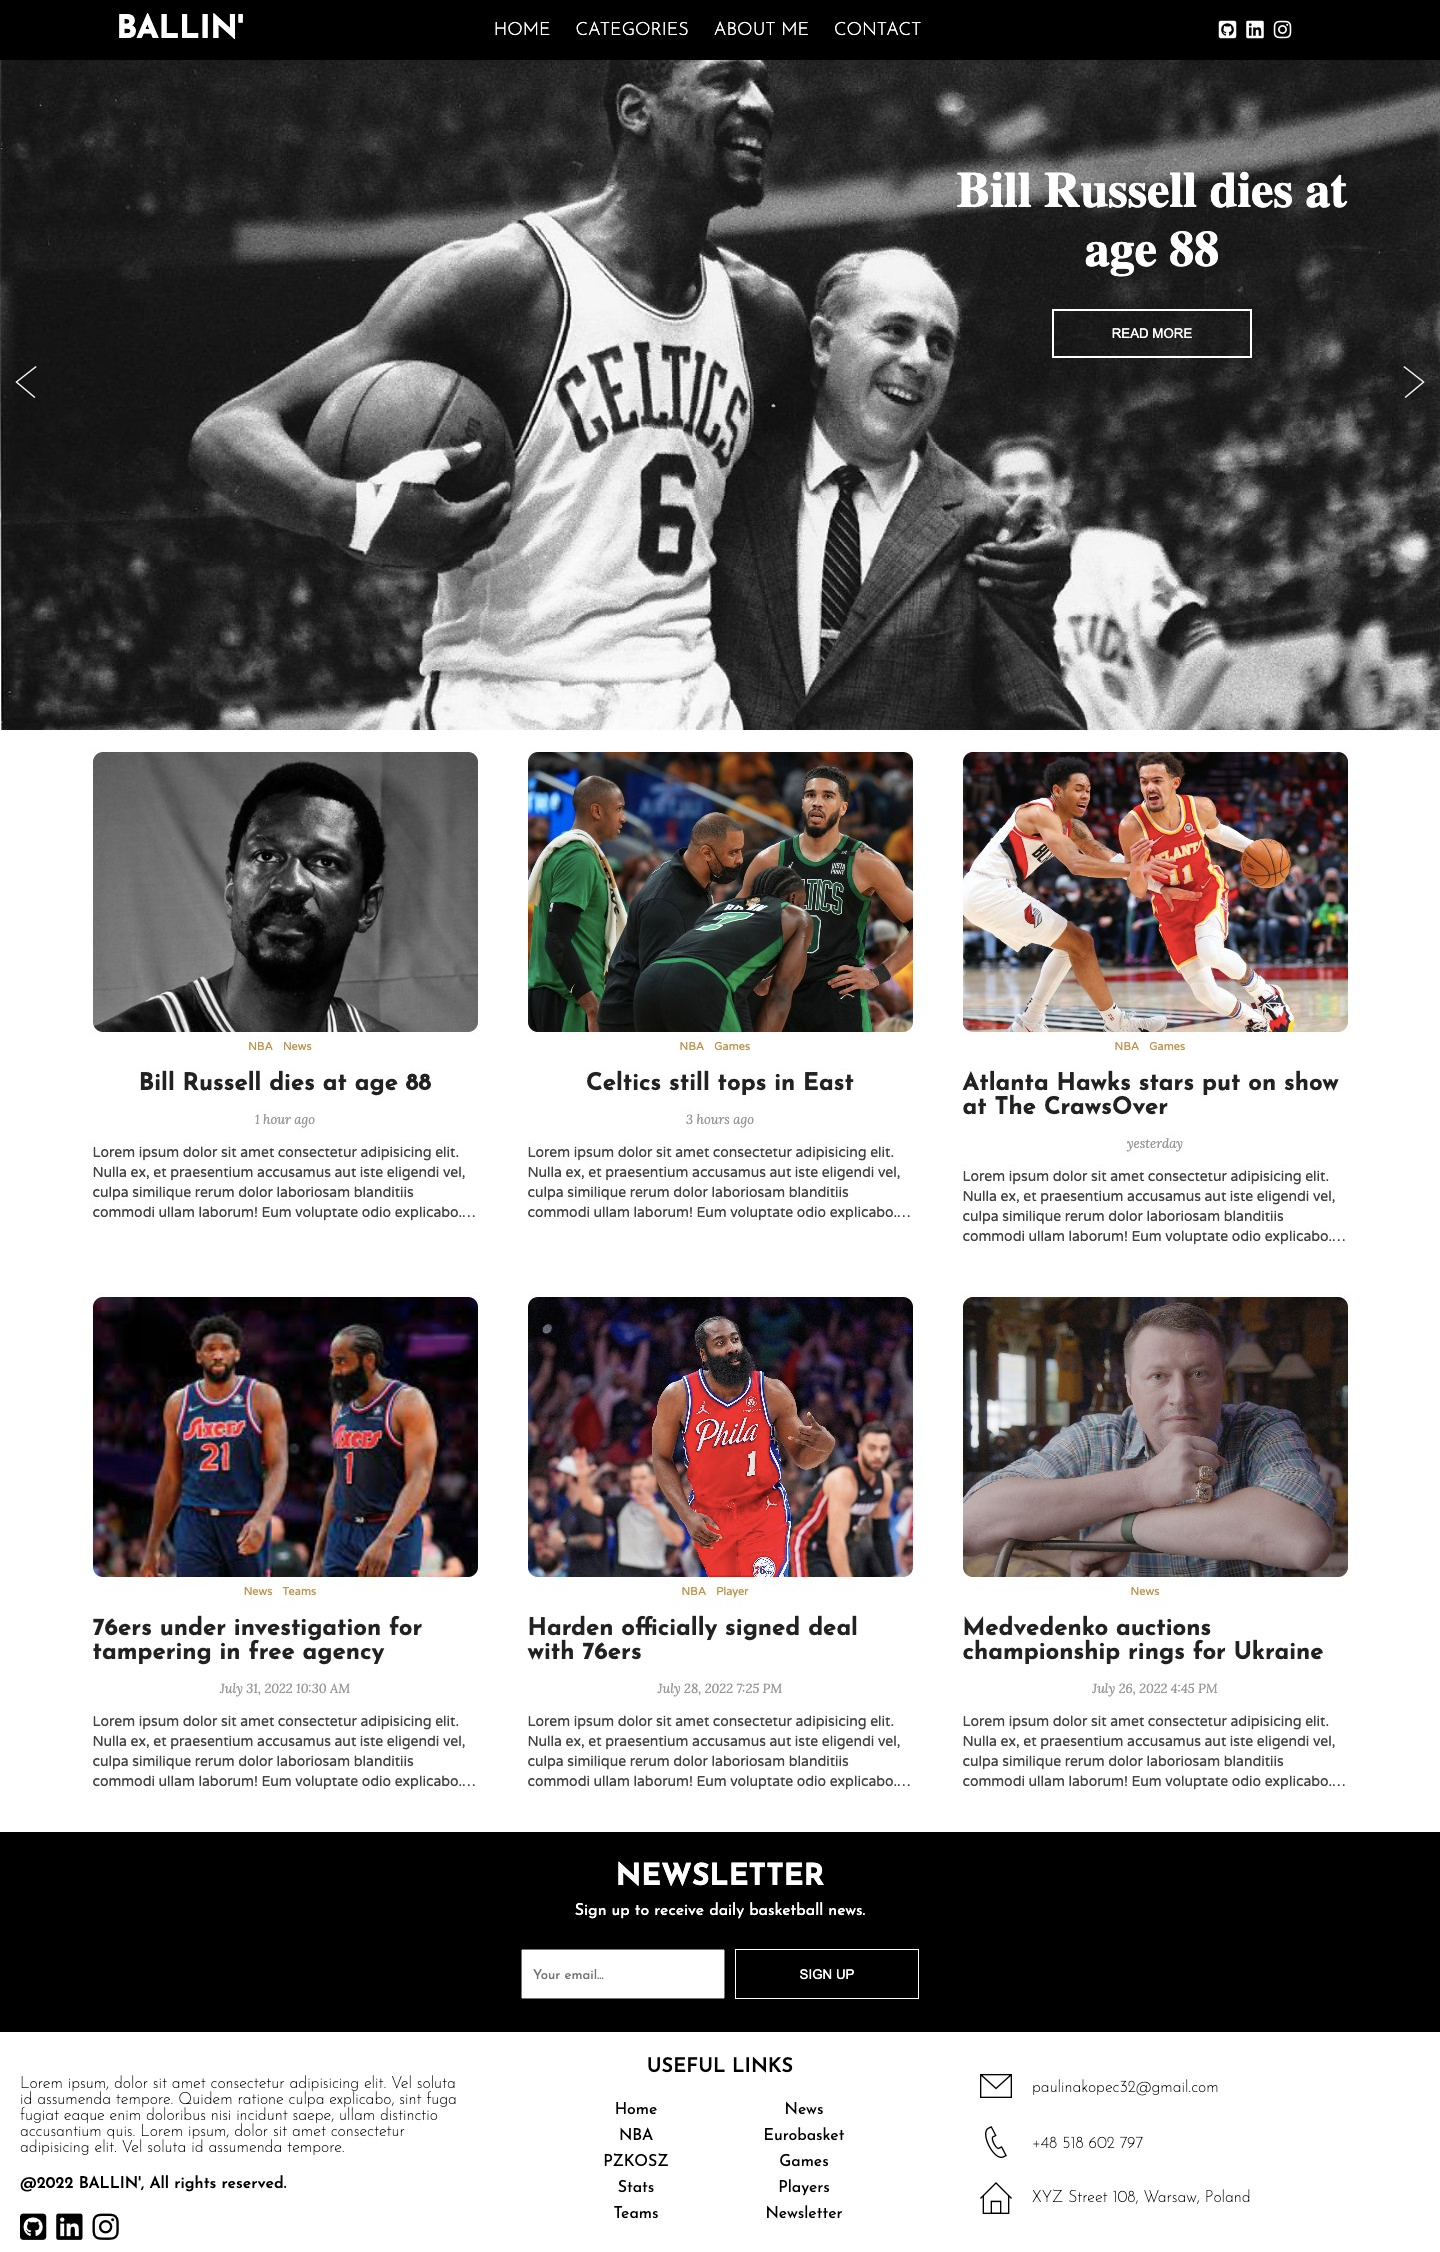 BALLIN'
HOME CATEGORIES ABOUT ME CONTACT
Bill Russell dies at
age 88
READ MORE
CELTICS
6
NBA News
Bill Russell dies at age 88
1 hour ago
Lorem ipsum dolor sit amet consectetur adipisicing elit.
Nulla ex, et praesentium accusamus aut iste eligendi vel,
culpa similique rerum dolor laboriosam blanditiis
commodi ullam laborum! Eum voluptate odio explicabo.…
7
NBA Games
Celtics still tops in East
3 hours ago
Lorem ipsum dolor sit amet consectetur adipisicing elit.
Nulla ex, et praesentium accusamus aut iste eligendi vel,
culpa similique rerum dolor laboriosam blanditiis
commodi ullam laborum! Eum voluptate odio explicabo.…
11
NBA Games
Atlanta Hawks stars put on show
at The CrawsOver
yesterday
Lorem ipsum dolor sit amet consectetur adipisicing elit.
Nulla ex, et praesentium accusamus aut iste eligendi vel,
culpa similique rerum dolor laboriosam blanditiis
commodi ullam laborum! Eum voluptate odio explicabo.…
Sixers
21
1
News Teams
76ers under investigation for
tampering in free agency
July 31, 2022 10:30 AM
Lorem ipsum dolor sit amet consectetur adipisicing elit.
Nulla ex, et praesentium accusamus aut iste eligendi vel,
culpa similique rerum dolor laboriosam blanditiis
commodi ullam laborum! Eum voluptate odio explicabo.…
Phila
1
NBA Player
Harden officially signed deal
with 76ers
July 28, 2022 7:25 PM
Lorem ipsum dolor sit amet consectetur adipisicing elit.
Nulla ex, et praesentium accusamus aut iste eligendi vel,
culpa similique rerum dolor laboriosam blanditiis
commodi ullam laborum! Eum voluptate odio explicabo.…
News
Medvedenko auctions
championship rings for Ukraine
July 26, 2022 4:45 PM
Lorem ipsum dolor sit amet consectetur adipisicing elit.
Nulla ex, et praesentium accusamus aut iste eligendi vel,
culpa similique rerum dolor laboriosam blanditiis
commodi ullam laborum! Eum voluptate odio explicabo.…
NEWSLETTER
Sign up to receive daily basketball news.
Your email...
SIGN UP
Lorem ipsum, dolor sit amet consectetur adipisicing elit. Vel soluta
id assumenda tempore. Quidem ratione culpa explicabo, sint fuga
fugiat eaque enim doloribus nisi incidunt saepe, ullam distinctio
accusantium quis. Lorem ipsum, dolor sit amet consectetur
adipisicing elit. Vel soluta id assumenda tempore.
@2022 BALLIN', All rights reserved.
USEFUL LINKS
Home
NBA
PZKOSZ
Stats
Teams
News
Eurobasket
Games
Players
Newsletter
paulinakopec32@gmail.com
+48 518 602 797
XYZ Street 108, Warsaw, Poland